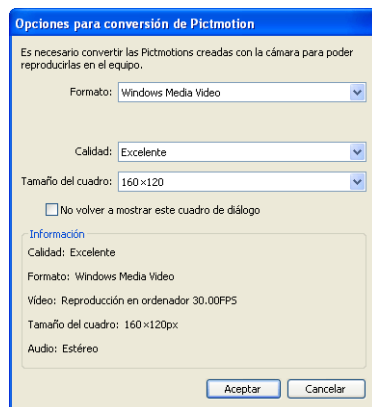 Opciones para conversión de Pictmotion
Es necesario convertir las Pictmotions creadas con la cámara para poder
reproducirlas en el equipo.
Formato: Windows Media Video
Calidad: Excelente
Tamaño del cuadro: 160×120
No volver a mostrar este cuadro de diálogo
Información
Calidad: Excelente
Formato: Windows Media Video
Vídeo: Reproducción en ordenador 30.00FPS
Tamaño del cuadro: 160×120px
Audio: Estéreo
Aceptar Cancelar